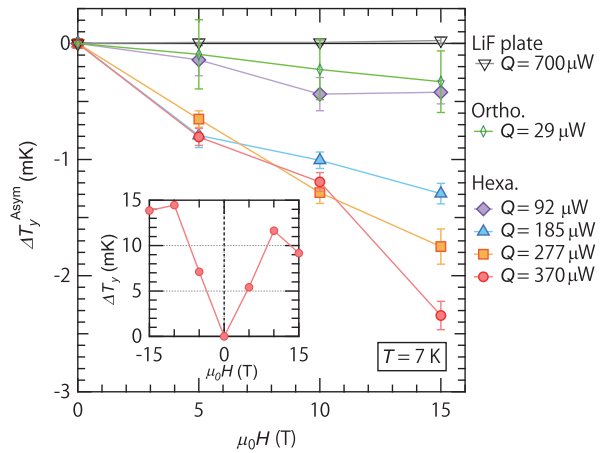 0
-1
-2
-3
ΔT_y^Asym (mK)
0
5
10
15
μ₀H (T)
15
10
5
0
ΔT_y (mK)
-15
0
15
μ₀H (T)
T = 7 K
LiF plate
Q = 700 μW
Ortho.
Q = 29 μW
Hexa.
Q = 92 μW
Q = 185 μW
Q = 277 μW
Q = 370 μW